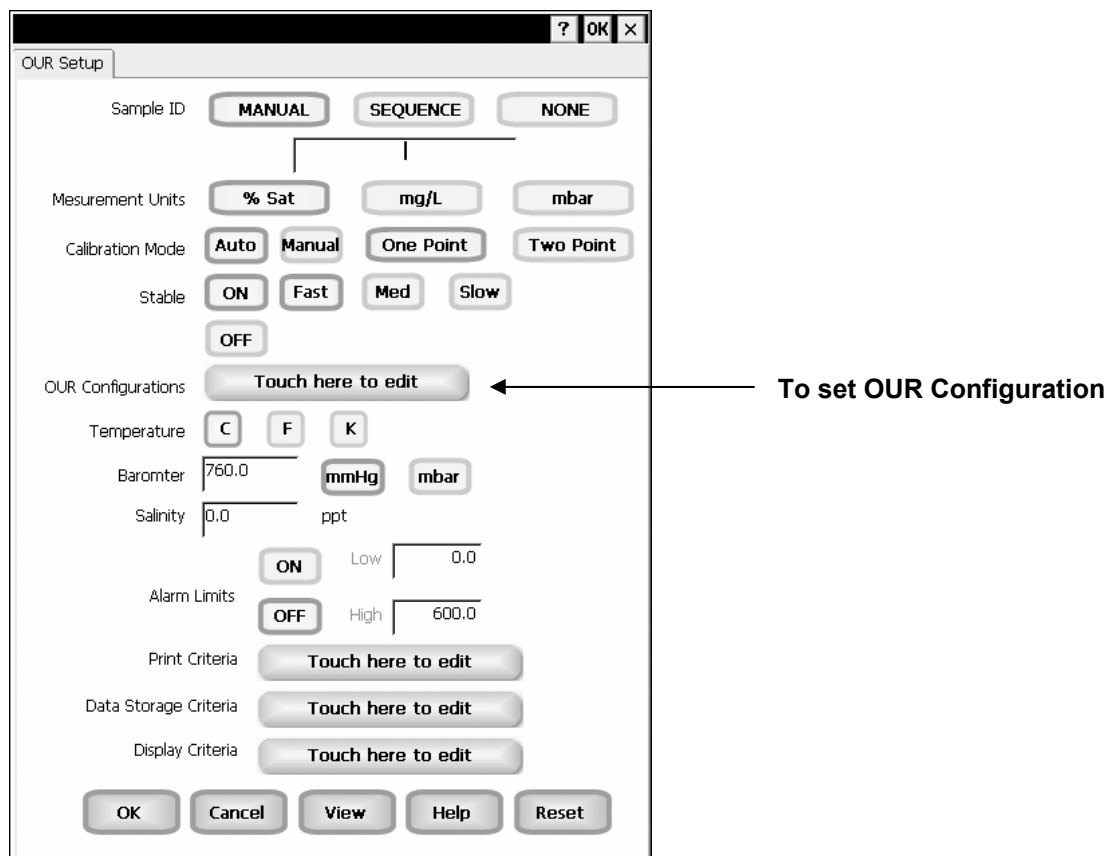 ? OK ×
OUR Setup
Sample ID MANUAL SEQUENCE NONE
Mesurement Units % Sat mg/L mbar
Calibration Mode Auto Manual One Point Two Point
Stable ON Fast Med Slow
OFF
OUR Configurations Touch here to edit To set OUR Configuration
Temperature C F K
Baromter 760.0 mmHg mbar
Salinity 0.0 ppt
Alarm Limits
ON Low 0.0
OFF High 600.0
Print Criteria Touch here to edit
Data Storage Criteria Touch here to edit
Display Criteria Touch here to edit
OK Cancel View Help Reset